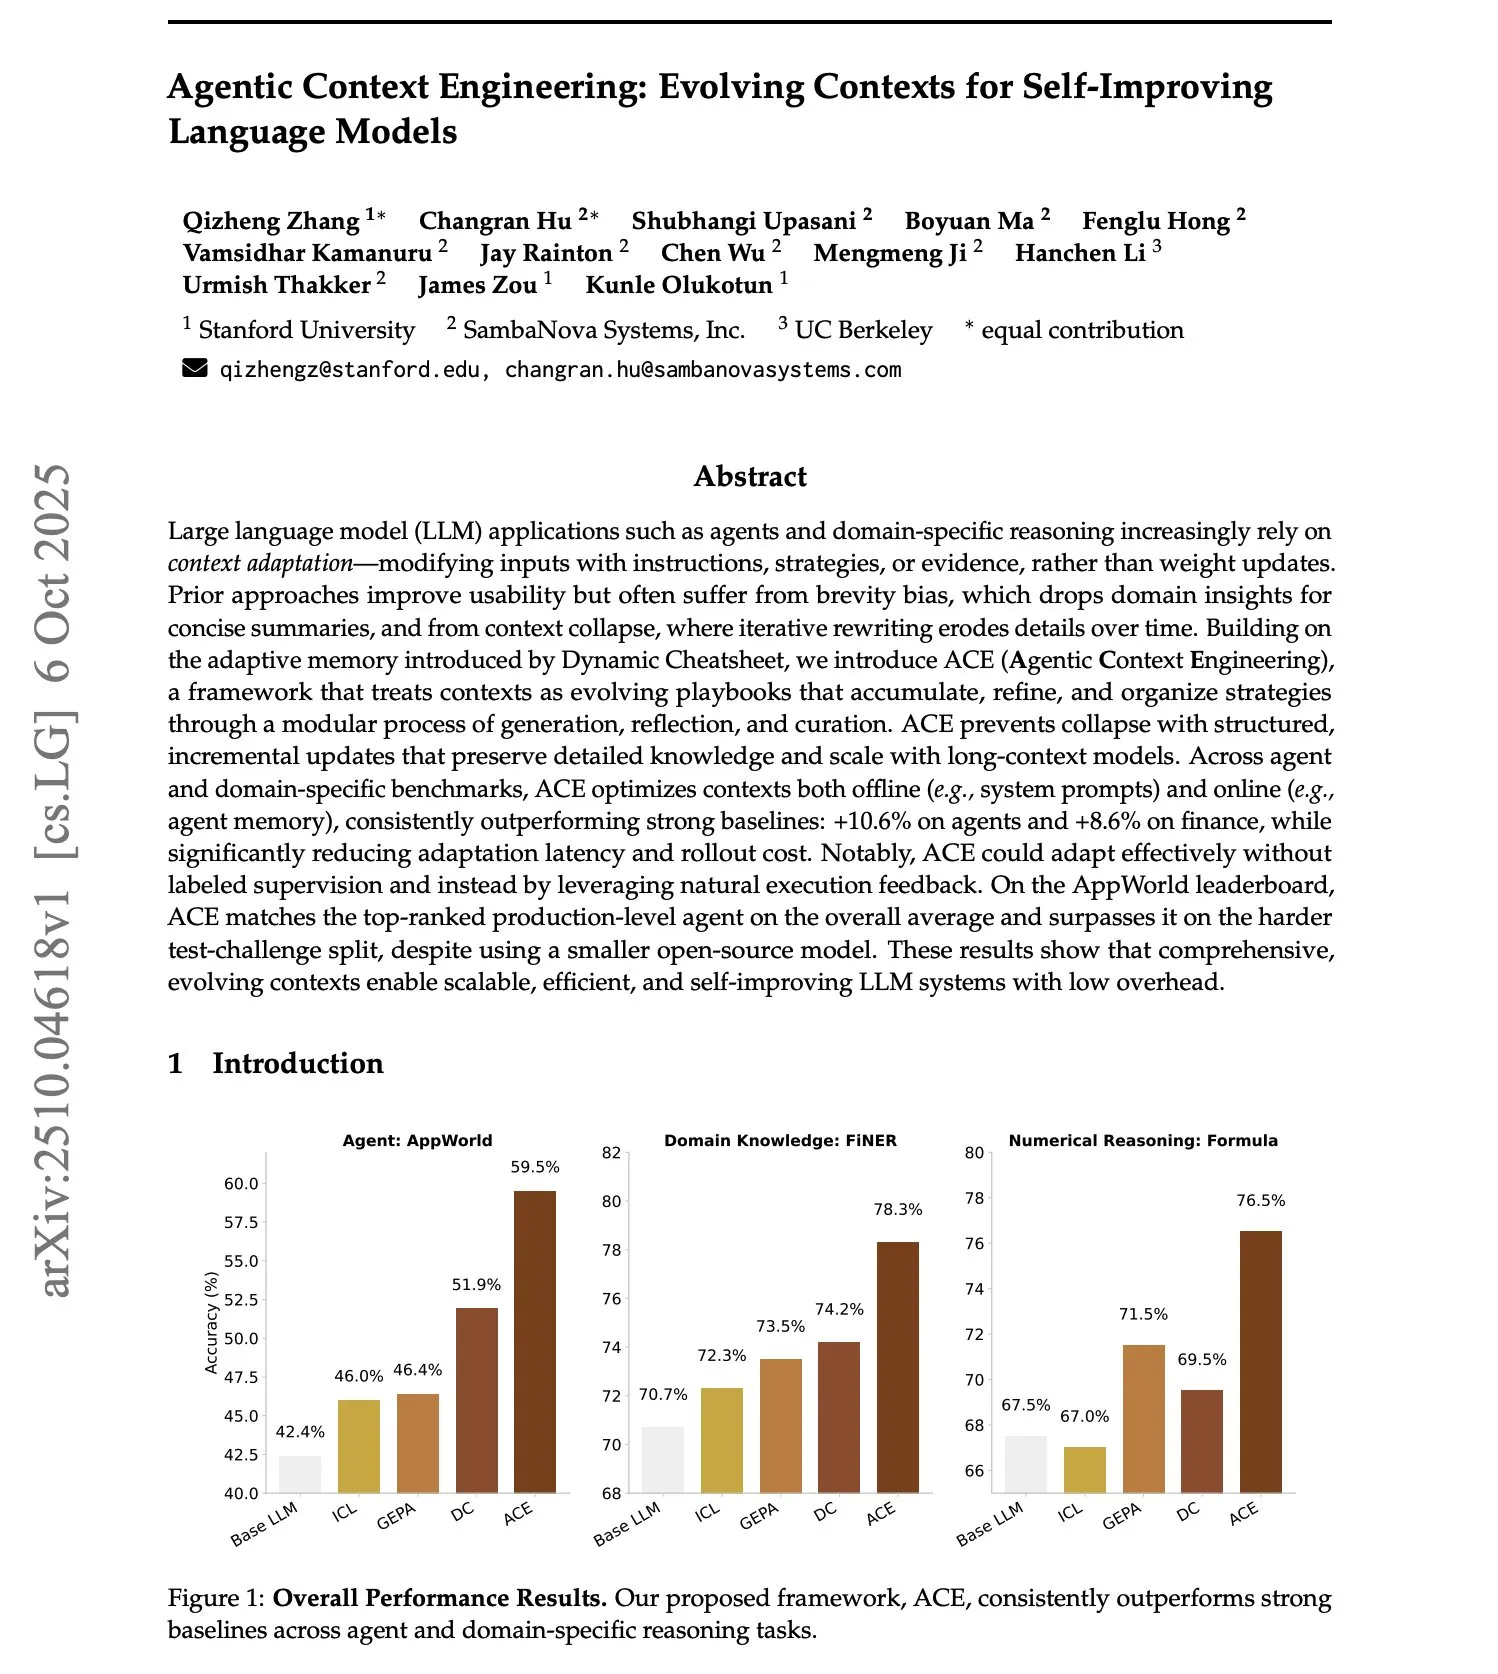 Agentic Context Engineering: Evolving Contexts for Self-Improving
Language Models
Qizheng Zhang 1* Changran Hu 2* Shubhangi Upasani 2 Boyuan Ma 2 Fenglu Hong 2
Vamsidhar Kamanuru 2 Jay Rainton 2 Chen Wu 2 Mengmeng Ji 2 Hanchen Li 3
Urmish Thakker 2 James Zou 1 Kunle Olukotun 1
1 Stanford University 2 SambaNova Systems, Inc. 3 UC Berkeley * equal contribution
qizhengz@stanford.edu, changran.hu@sambanovasystems.com
arXiv:2510.04618v1 [cs.LG] 6 Oct 2025
Abstract
Large language model (LLM) applications such as agents and domain-specific reasoning increasingly rely on
context adaptation—modifying inputs with instructions, strategies, or evidence, rather than weight updates.
Prior approaches improve usability but often suffer from brevity bias, which drops domain insights for
concise summaries, and from context collapse, where iterative rewriting erodes details over time. Building on
the adaptive memory introduced by Dynamic Cheatsheet, we introduce ACE (Agentic Context Engineering),
a framework that treats contexts as evolving playbooks that accumulate, refine, and organize strategies
through a modular process of generation, reflection, and curation. ACE prevents collapse with structured,
incremental updates that preserve detailed knowledge and scale with long-context models. Across agent
and domain-specific benchmarks, ACE optimizes contexts both offline (e.g., system prompts) and online (e.g.,
agent memory), consistently outperforming strong baselines: +10.6% on agents and +8.6% on finance, while
significantly reducing adaptation latency and rollout cost. Notably, ACE could adapt effectively without
labeled supervision and instead by leveraging natural execution feedback. On the AppWorld leaderboard,
ACE matches the top-ranked production-level agent on the overall average and surpasses it on the harder
test-challenge split, despite using a smaller open-source model. These results show that comprehensive,
evolving contexts enable scalable, efficient, and self-improving LLM systems with low overhead.
1 Introduction
Agent: AppWorld
Accuracy (%)
60.0
57.5
55.0
52.5
50.0
47.5
45.0
42.5
40.0
42.4%
46.0%
46.4%
51.9%
59.5%
Base LLM
ICL
GEPA
DC
ACE
Domain Knowledge: FiNER
82
80
78
76
74
72
70
68
70.7%
72.3%
73.5%
74.2%
78.3%
Base LLM
ICL
GEPA
DC
ACE
Numerical Reasoning: Formula
80
78
76
74
72
70
68
66
67.5%
67.0%
71.5%
69.5%
76.5%
Base LLM
ICL
GEPA
DC
ACE
Figure 1: Overall Performance Results. Our proposed framework, ACE, consistently outperforms strong
baselines across agent and domain-specific reasoning tasks.